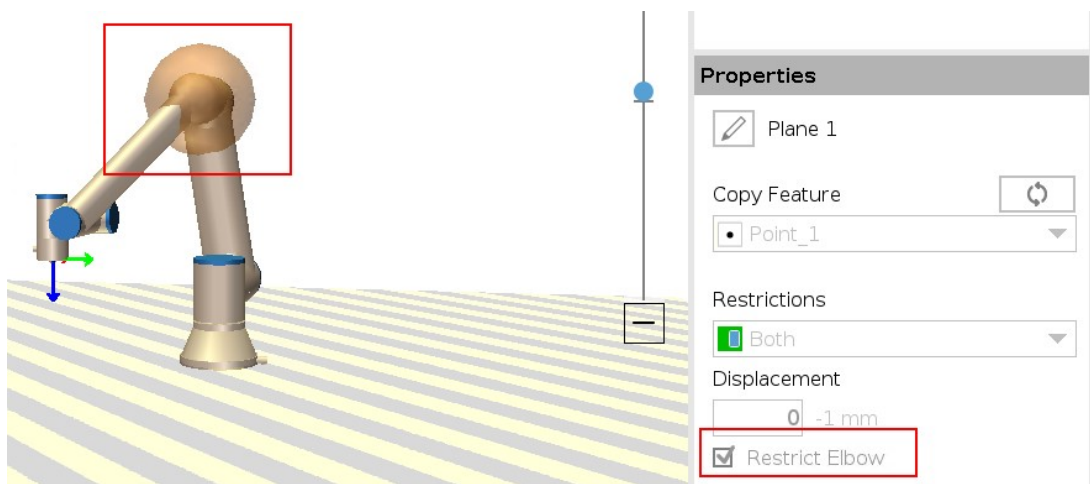 Properties
Plane 1
Copy Feature
Point_1
Restrictions
Both
Displacement
0 -1 mm
Restrict Elbow